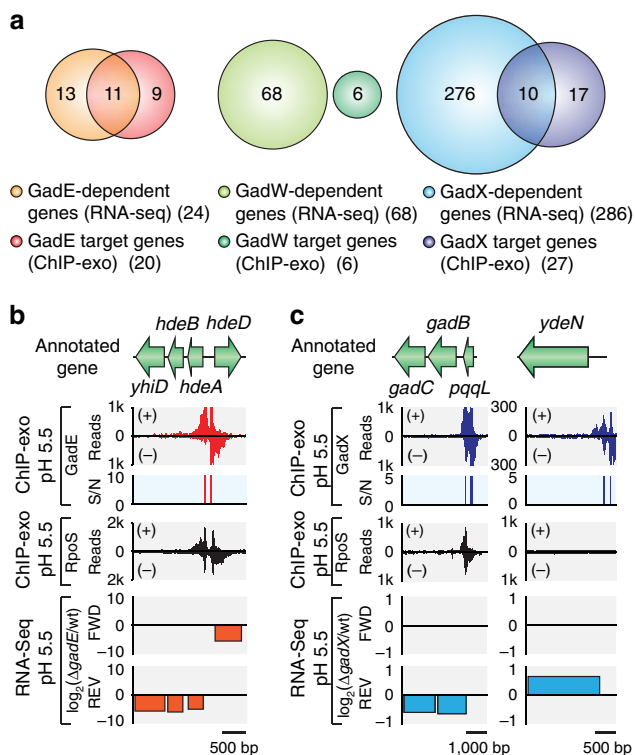 a
13 11 9 68 6 276 10 17
GadE-dependent genes (RNA-seq) (24)
GadE target genes (ChIP-exo) (20)
GadW-dependent genes (RNA-seq) (68)
GadW target genes (ChIP-exo) (6)
GadX-dependent genes (RNA-seq) (286)
GadX target genes (ChIP-exo) (27)
b
hdeB hdeD
Annotated gene
yhiD hdeA
ChIP-exo pH 5.5 GadE
Reads
1k
0
1k
(+)
(–)
S/N
10
5
0
ChIP-exo pH 5.5 RpoS
Reads
2k
0
2k
(+)
(–)
RNA-Seq pH 5.5
log2(ΔgadE/wt)
FWD
10
0
–10
REV
10
0
–10
500 bp
c
gadB ydeN
Annotated gene
gadC pqqL
ChIP-exo pH 5.5 GadX
Reads
1k
0
1k
(+)
(–)
300
0
300
(+)
(–)
S/N
5
0
5
0
ChIP-exo pH 5.5 RpoS
Reads
1k
0
1k
(+)
(–)
1k
0
1k
(+)
(–)
RNA-Seq pH 5.5
log2(ΔgadX/wt)
FWD
1
0
–1
1
0
–1
REV
1
0
–1
1
0
–1
1,000 bp
500 bp